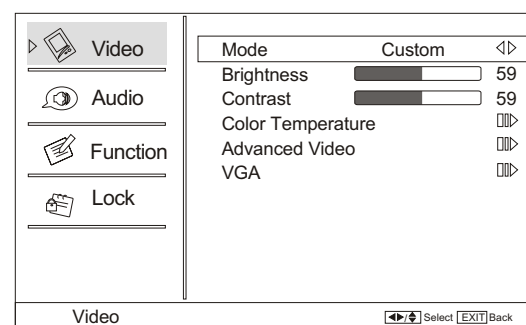 Video
Audio
Function
Lock
Mode Custom
Brightness 59
Contrast 59
Color Temperature
Advanced Video
VGA
Video Select EXIT Back